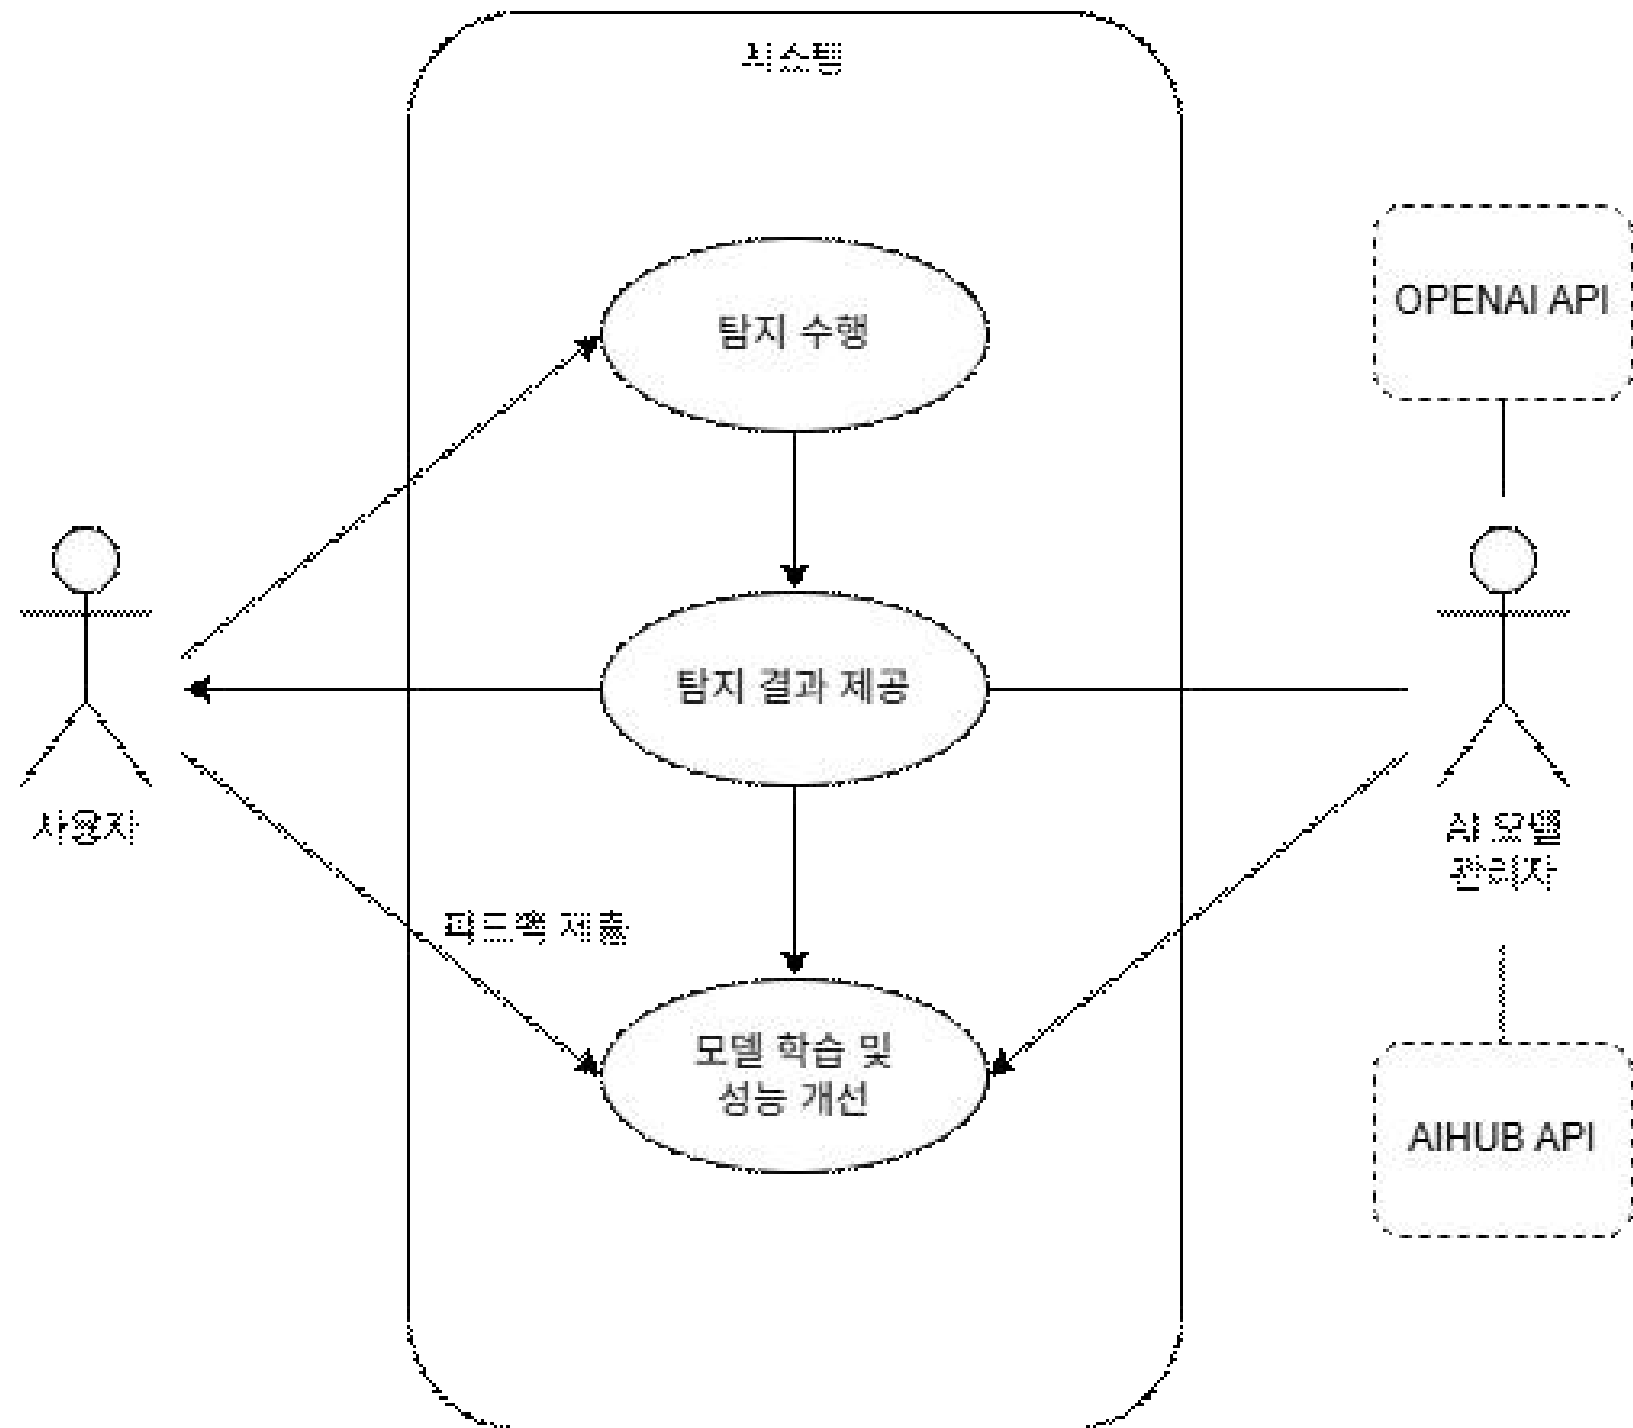 시스템
탐지 수행
OPENAI API
탐지 결과 제공
사용자
AI 모델
관리자
피드백 제출
모델 학습 및
성능 개선
AIHUB API